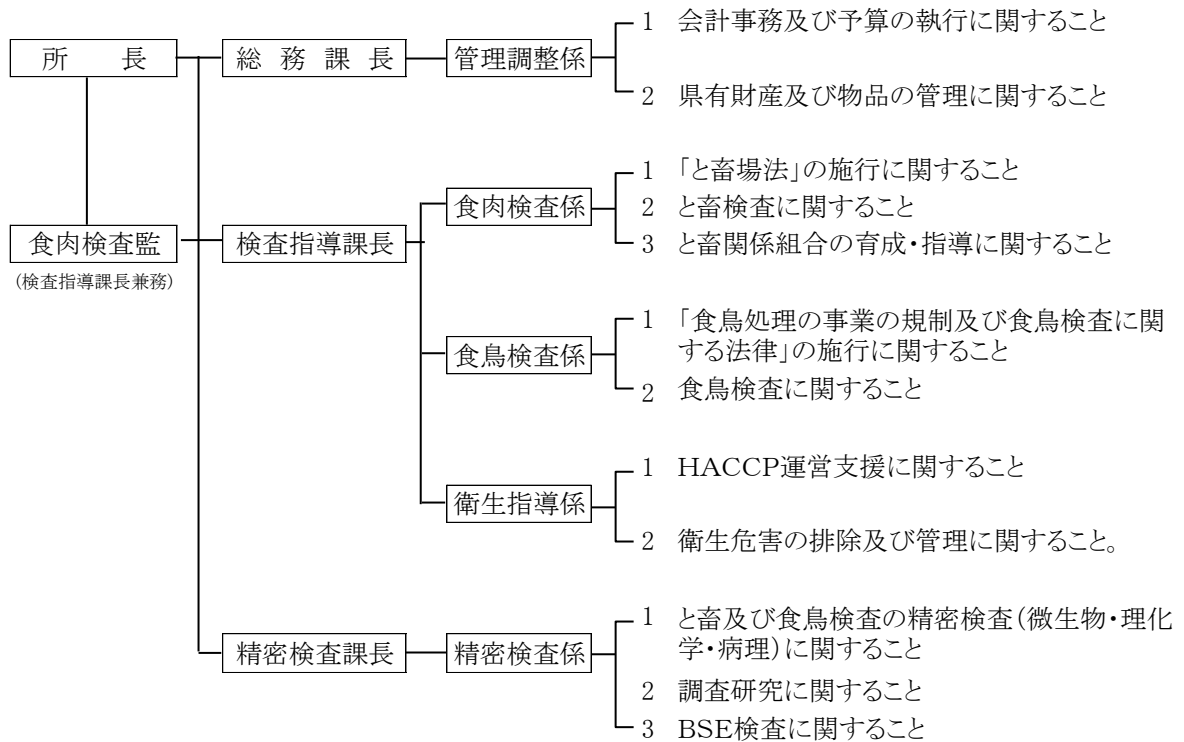 所　長
総 務 課 長
管理調整係
1 会計事務及び予算の執行に関すること
2 県有財産及び物品の管理に関すること
食肉検査監
(検査指導課長兼務)
検査指導課長
食肉検査係
1 「と畜場法」の施行に関すること
2 と畜検査に関すること
3 と畜関係組合の育成・指導に関すること
食鳥検査係
1 「食鳥処理の事業の規制及び食鳥検査に関
する法律」の施行に関すること
2 食鳥検査に関すること
衛生指導係
1 HACCP運営支援に関すること
2 衛生危害の排除及び管理に関すること。
精密検査課長
精密検査係
1 と畜及び食鳥検査の精密検査（微生物・理化
学・病理）に関すること
2 調査研究に関すること
3 BSE検査に関すること